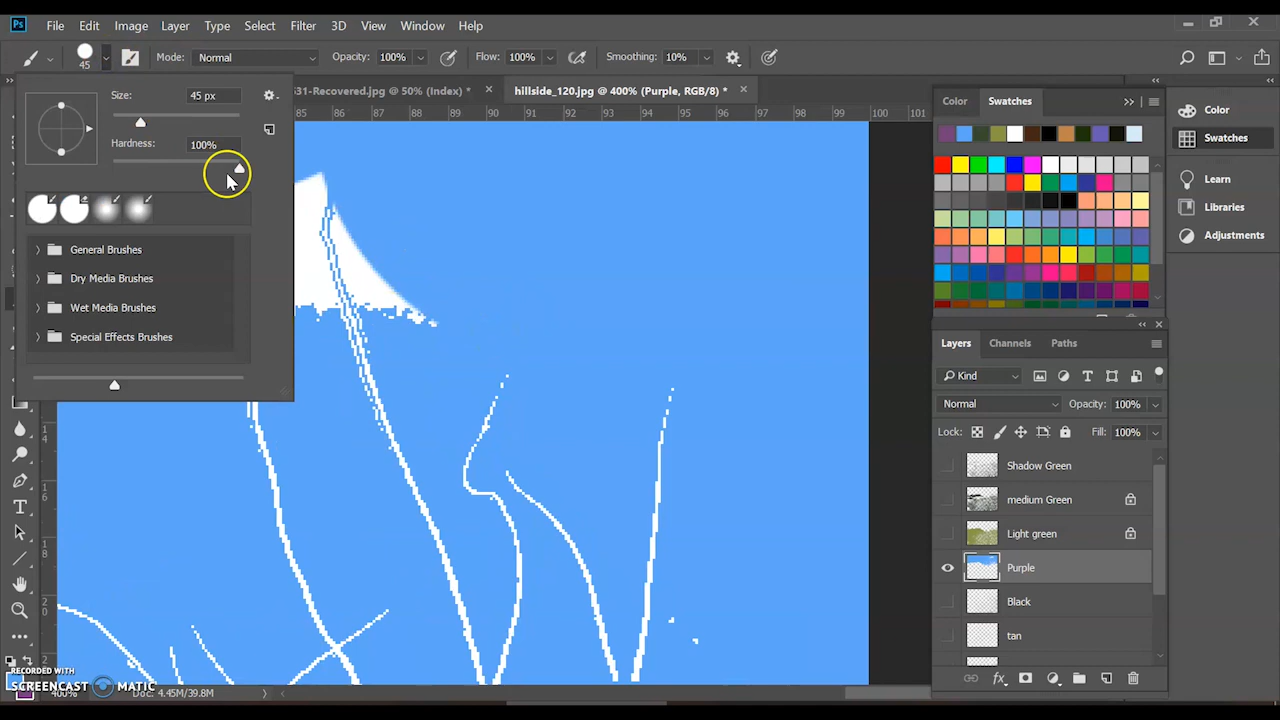 Ps File Edit Image Layer Type Select Filter 3D View Window Help
45 Mode: Normal Opacity: 100% Flow: 100% Smoothing: 10%
Size: 45 px
Hardness: 100%
General Brushes
Dry Media Brushes
Wet Media Brushes
Special Effects Brushes
31-Recovered.jpg @ 50% (Index) * hillside_120.jpg @ 400% (Purple, RGB/8) *
85 86 87 88 89 90 91 92 93 94 95 96 97 98 99 100 101
Color Swatches
Color
Swatches
Learn
Libraries
Adjustments
Layers Channels Paths
Kind
Normal Opacity: 100%
Lock: Fill: 100%
Shadow Green
medium Green
Light green
Purple
Black
tan
RECORDED WITH
SCREENCAST MATIC
400% Doc: 4.45M/39.8M